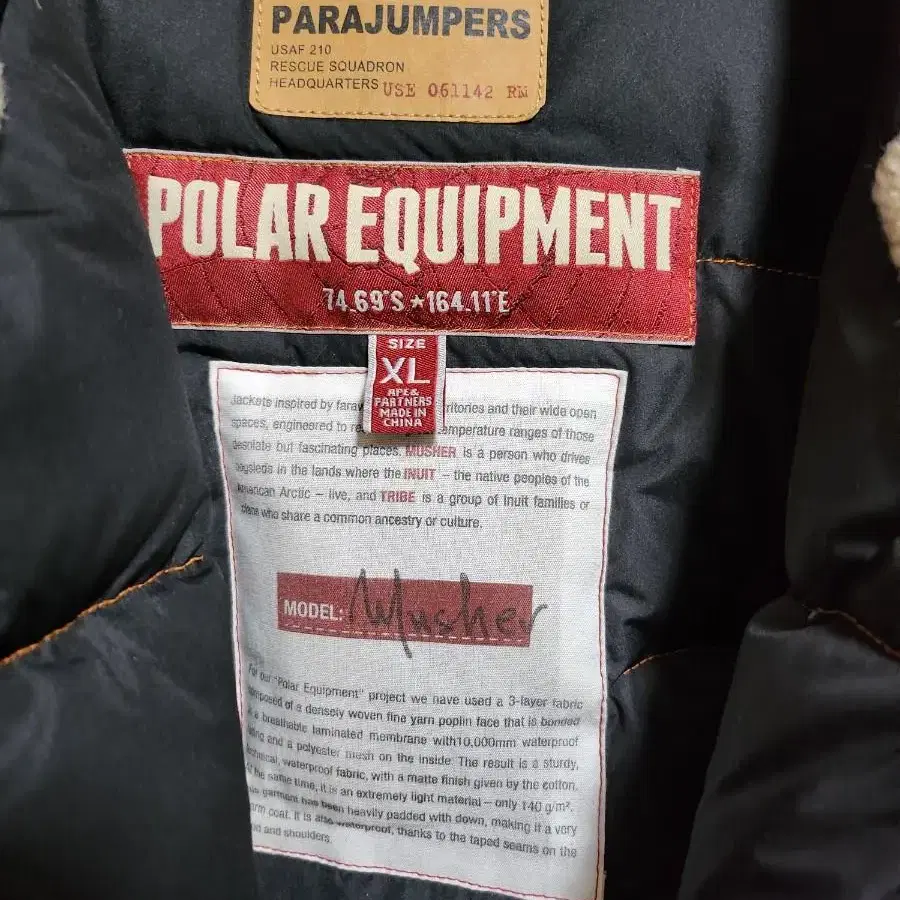 PARAJUMPERS
USAF 210
RESCUE SQUADRON
HEADQUARTERS USE 061142 RM
POLAR EQUIPMENT
74.69°S ★ 164.11°E
SIZE
XL
APE&
PARTNERS
MADE IN
CHINA
Jackets inspired by and their wide open
spaces, engineered to temperature ranges of those
desolate but fascinating places. MUSHER is a person who drives
dogsleds in the lands where the INUIT – the native peoples of the
American Arctic – live, and TRIBE is a group of Inuit families or
clans who share a common ancestry or culture.
MODEL: Musher
For our "Polar Equipment" project we have used a 3-layer fabric
composed of a densely woven fine yarn poplin face that is bonded
a breathable laminated membrane with10,000mm waterproof
and a polyester mesh on the inside. The result is a sturdy,
technical, waterproof fabric, with a matte finish given by the cotton.
At the same time, it is an extremely light material – only 140 g/m².
garment has been heavily padded with down, making it a very
warm coat. It is also waterproof, thanks to the taped seams on the
and shoulders.